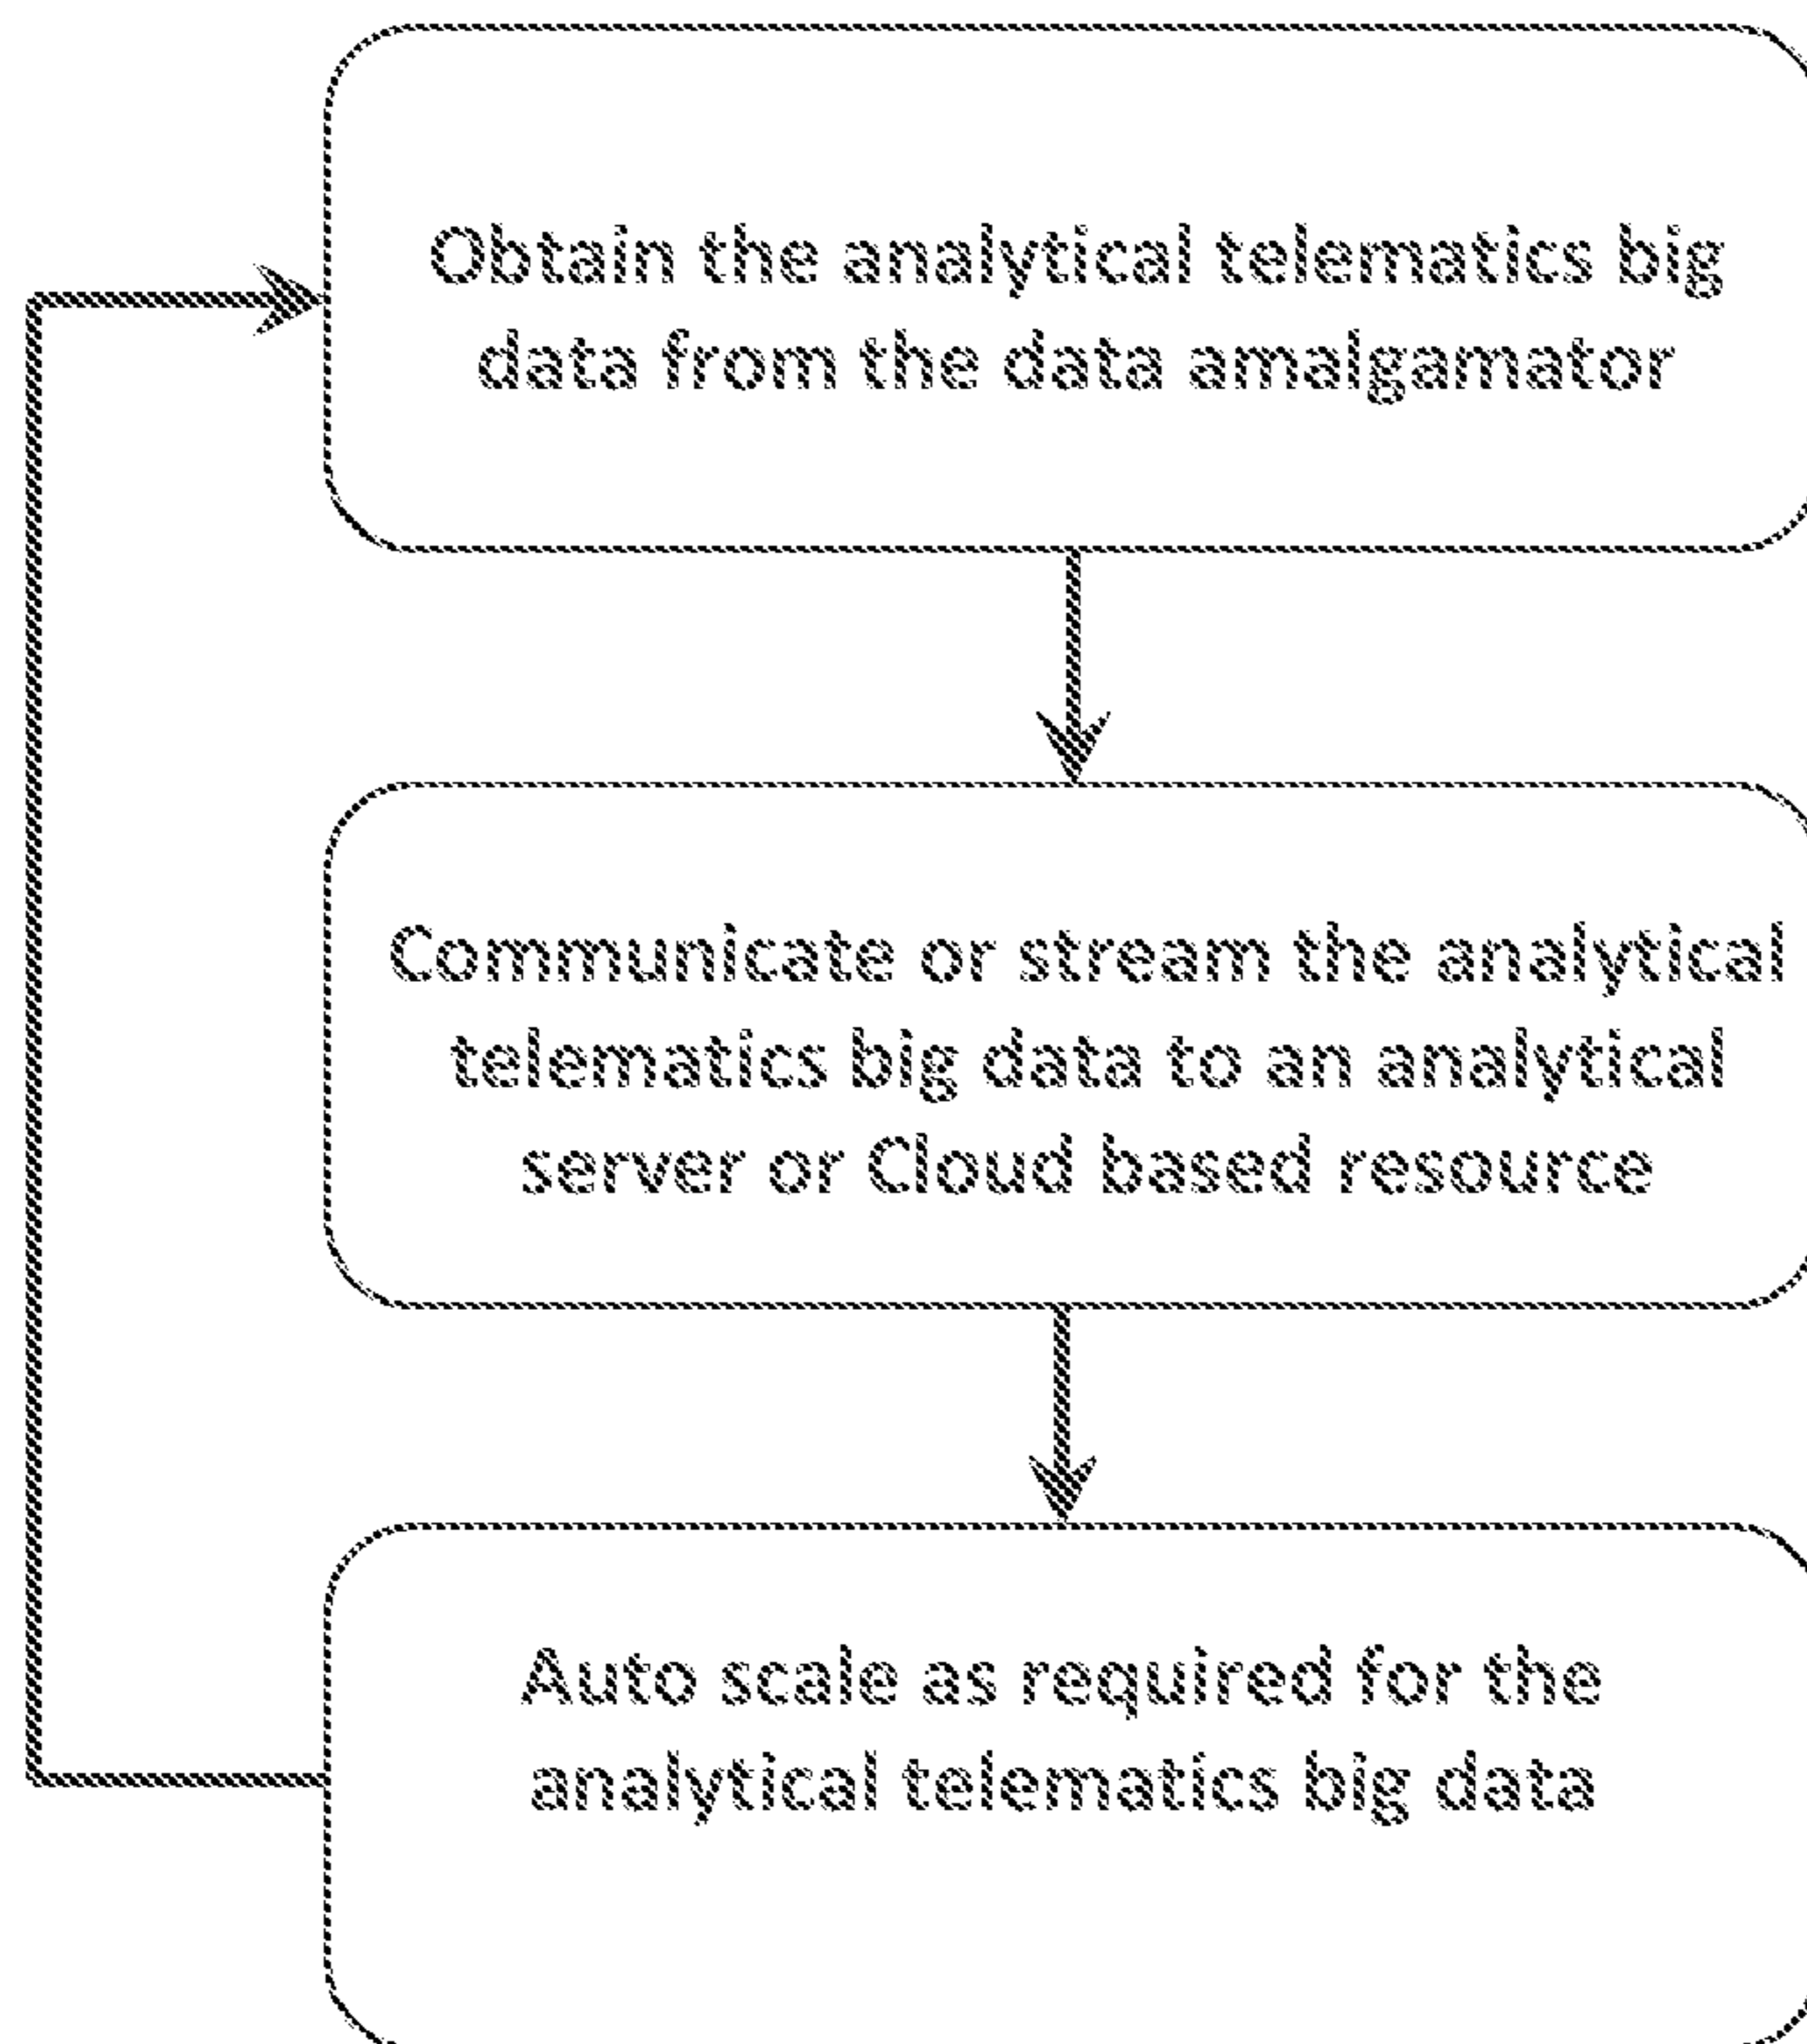 Obtain the analytical telematics big
data from the data amalgamator
Communicate or stream the analytical
telematics big data to an analytical
server or Cloud based resource
Auto scale as required for the
analytical telematics big data